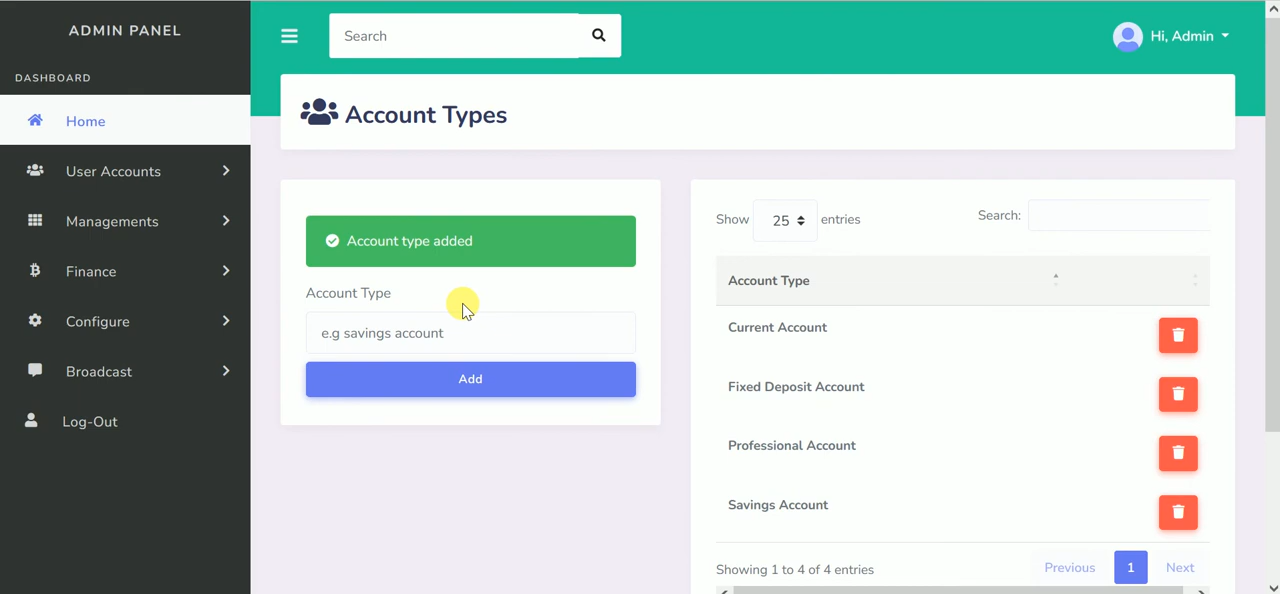 ADMIN PANEL
DASHBOARD
Home
User Accounts
Managements
Finance
Configure
Broadcast
Log-Out
Search
Hi, Admin
Account Types
Account type added
Account Type
e.g savings account
Add
Show 25 entries
Search:
Account Type
Current Account
Fixed Deposit Account
Professional Account
Savings Account
Showing 1 to 4 of 4 entries
Previous 1 Next